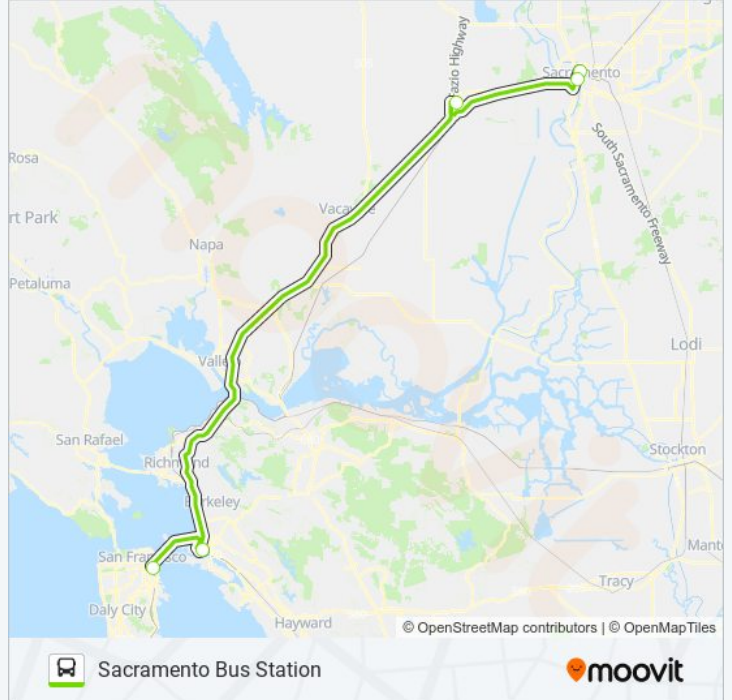 Sacramento
Fazio Highway
South Sacramento Freeway
Rosa
Vacaville
rt Park
Napa
Petaluma
Lodi
Vallejo
San Rafael
Richmond
Stockton
Berkeley
San Francisco
Mant
Tracy
Daly City
Hayward
© OpenStreetMap contributors | © OpenMapTiles
Sacramento Bus Station
moovit